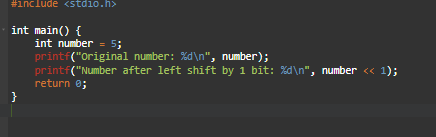 #include <stdio.h>
int main() {
    int number = 5;
    printf("Original number: %d\n", number);
    printf("Number after left shift by 1 bit: %d\n", number << 1);
    return 0;
}